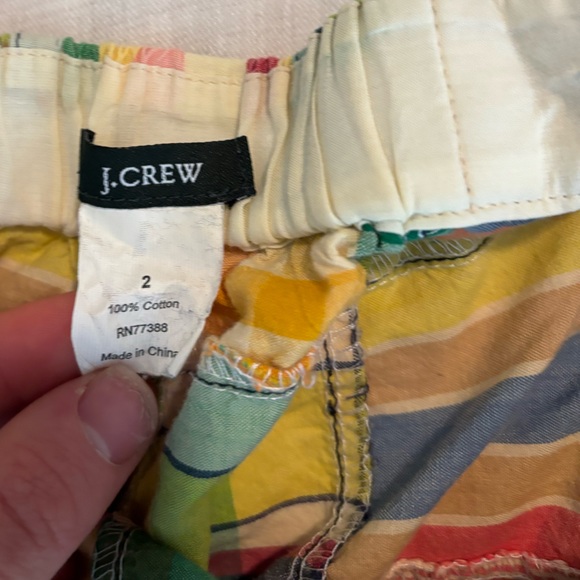 J.CREW
2
100% Cotton
RN77388
Made in China